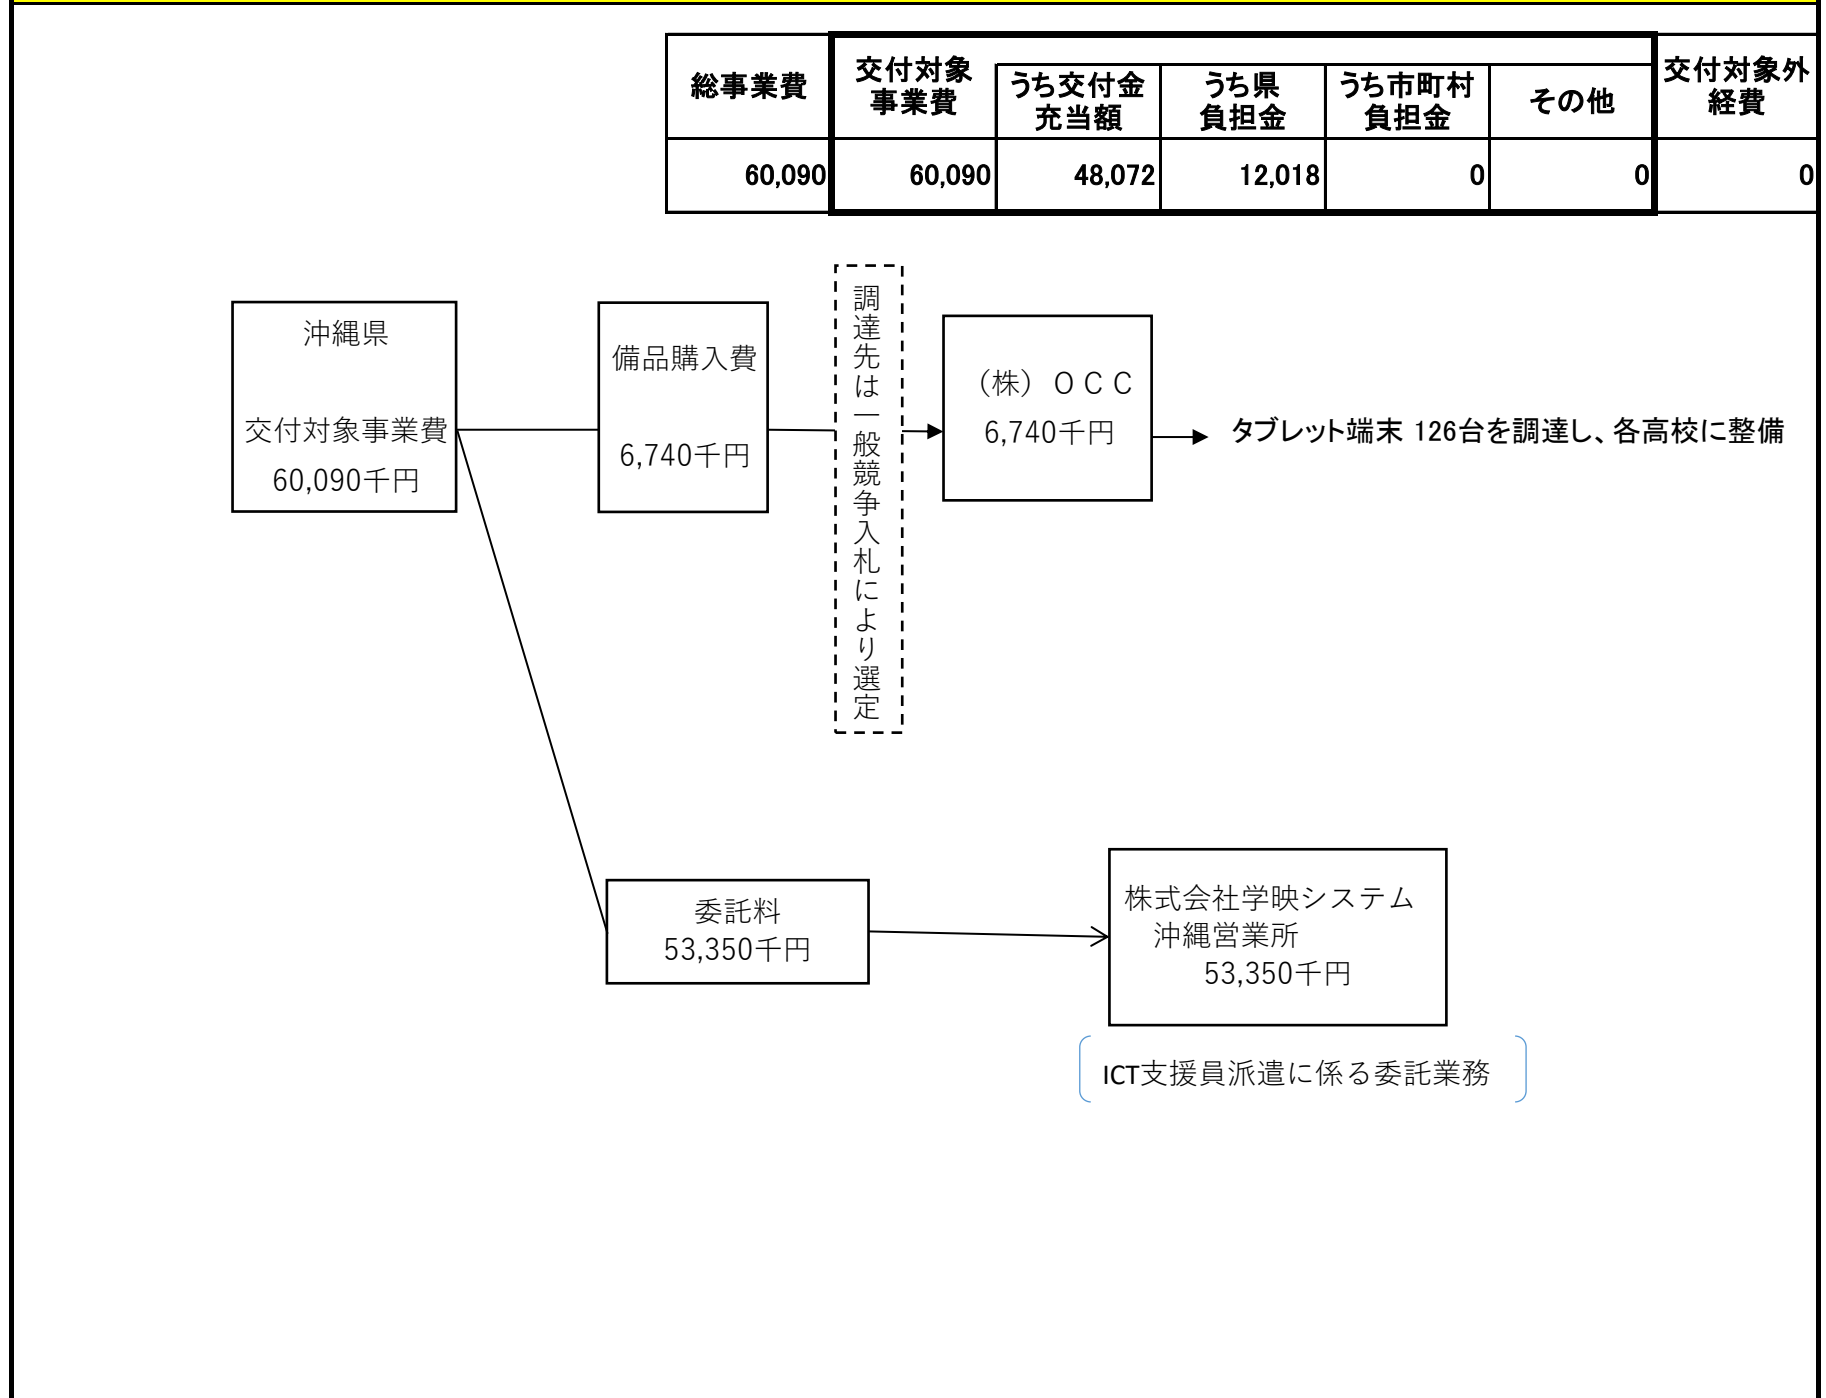 総事業費
交付対象
事業費
うち交付金
充当額
うち県
負担金
うち市町村
負担金
その他
交付対象外
経費
60,090
60,090
48,072
12,018
0
0
0
沖縄県
交付対象事業費
60,090千円
備品購入費
6,740千円
調達先は一般競争入札により選定
（株）ＯＣＣ
6,740千円
タブレット端末 126台を調達し、各高校に整備
委託料
53,350千円
株式会社学映システム
沖縄営業所
53,350千円
ICT支援員派遣に係る委託業務